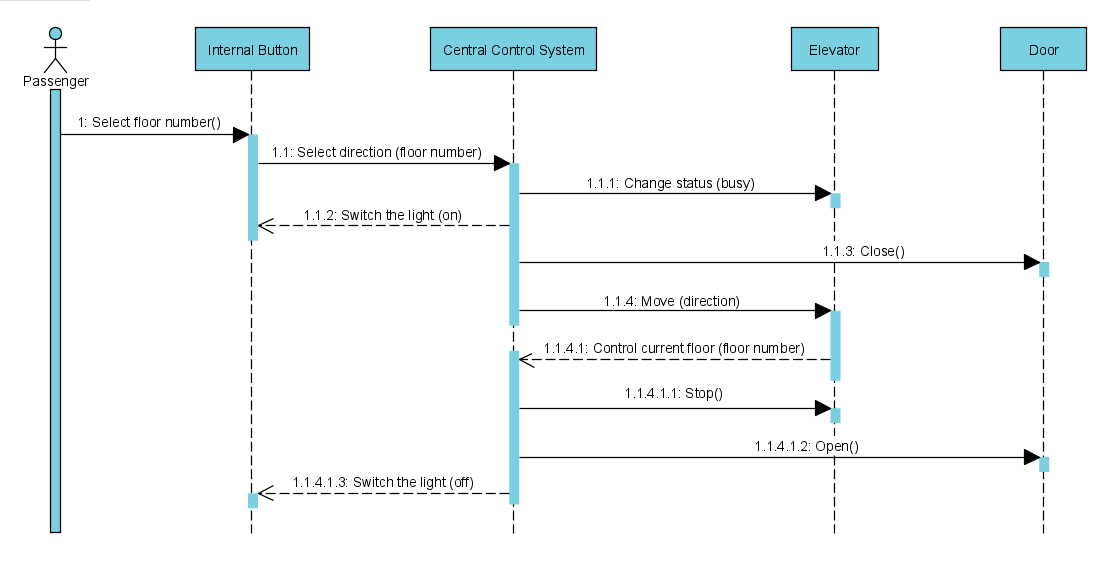 Passenger
Internal Button
Central Control System
Elevator
Door
1: Select floor number()
1.1: Select direction (floor number)
1.1.1: Change status (busy)
1.1.2: Switch the light (on)
1.1.3: Close()
1.1.4: Move (direction)
1.1.4.1: Control current floor (floor number)
1.1.4.1.1: Stop()
1.1.4.1.2: Open()
1.1.4.1.3: Switch the light (off)